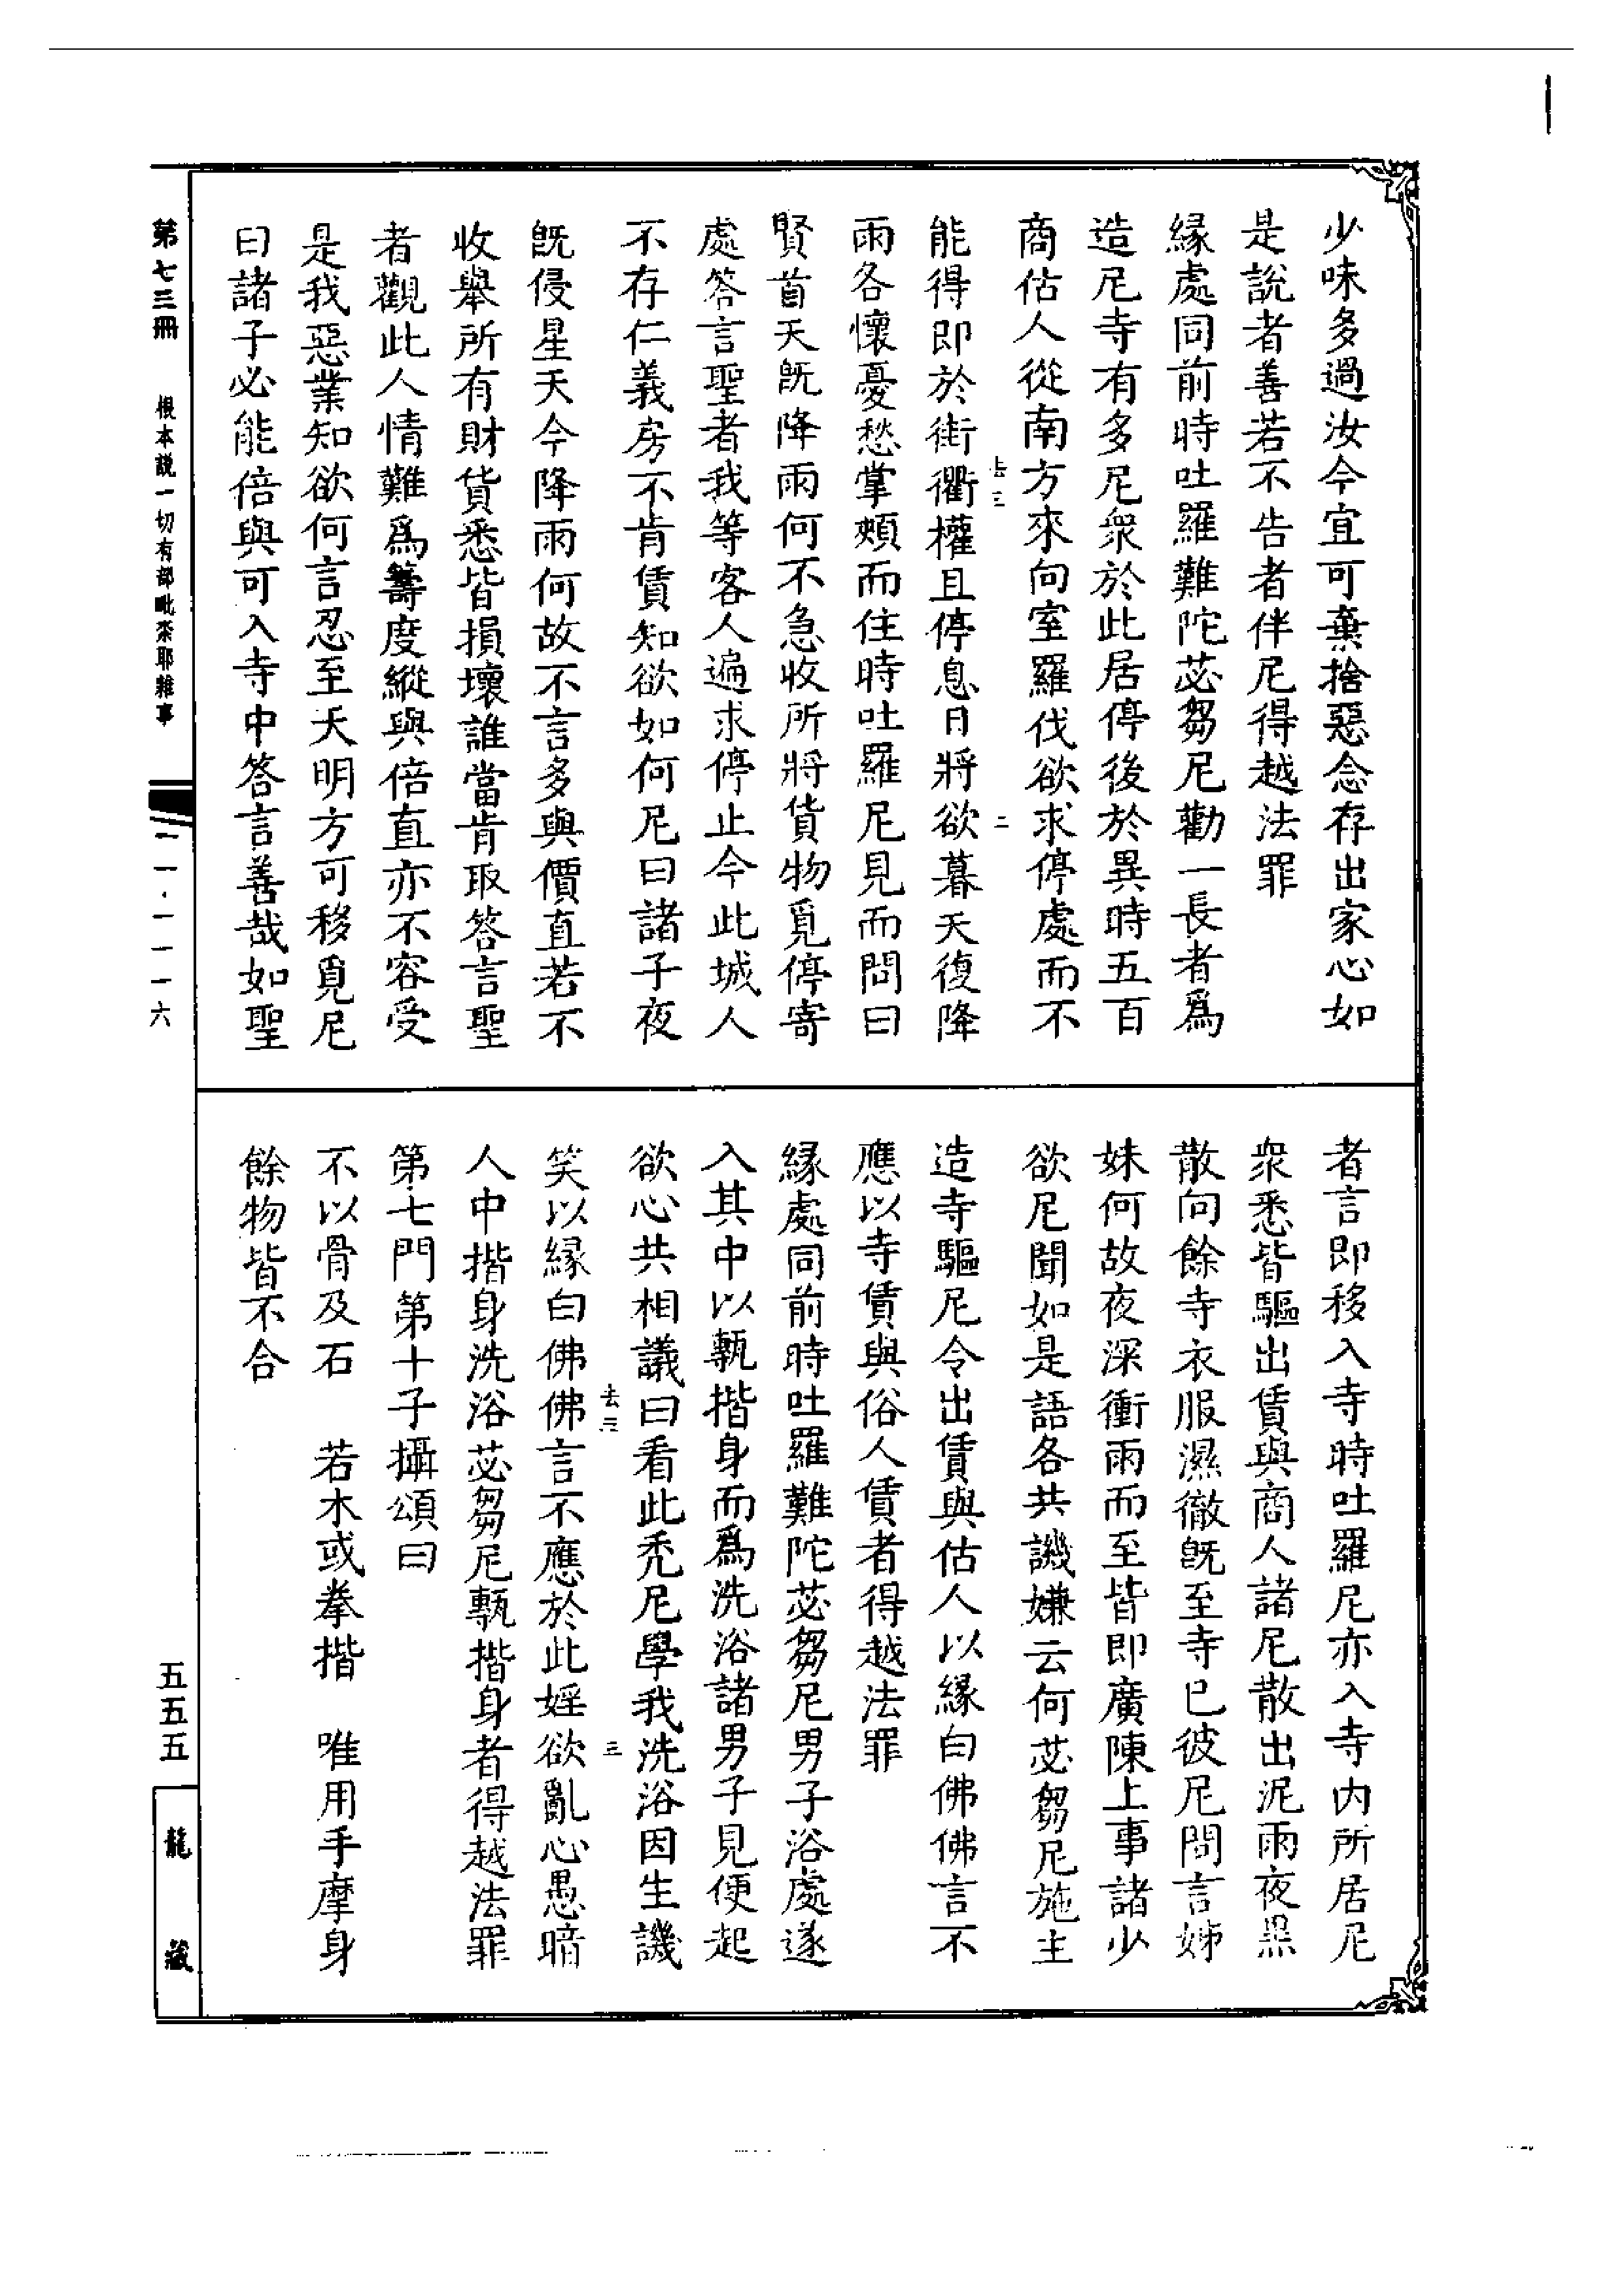 少味多過汝今宜可棄捨惡念存出家心如
是說者善若不告者伴尼得越法罪
緣處同前時吐羅難陀苾芻尼勸一長者爲
造尼寺有多尼衆於此居停後於異時五百
商估人從南方來向室羅伐欲求停處而不
能得即於街衢權且停息日將欲暮天復降
去三
二
雨各懷憂愁掌頰而住時吐羅尼見而問曰
賢首天旣降雨何不急收所將貨物覓停寄
處答言聖者我等客人遍求停止今此城人
不存仁義房不肯賃知欲如何尼曰諸子夜
旣侵星天今降雨何故不言多與價直若不
收舉所有財貨悉皆損壞誰當肯取答言聖
者觀此人情難爲籌度縱與倍直亦不容受
是我惡業知欲何言忍至天明方可移覓尼
曰諸子必能倍與可入寺中答言善哉如聖
者言即移入寺時吐羅尼亦入寺內所居尼
衆悉皆驅出賃與商人諸尼散出泥雨夜黑
散向餘寺衣服濕徹旣至寺已彼尼問言姊
妹何故夜深衝雨而至皆即廣陳上事諸少
欲尼聞如是語各共譏嫌云何苾芻尼施主
造寺驅尼令出賃與估人以緣白佛佛言不
應以寺賃與俗人賃者得越法罪
緣處同前時吐羅難陀苾芻尼男子浴處遂
入其中以甎揩身而爲洗浴諸男子見便起
欲心共相議曰看此禿尼學我洗浴因生譏
去三
三
笑以緣白佛佛言不應於此婬欲亂心愚暗
人中揩身洗浴苾芻尼甎揩身者得越法罪
第七門第十子攝頌曰
不以骨及石　若木或拳揩　唯用手摩身
餘物皆不合
第七三冊　根本說一切有部毗柰耶雜事　二一·一一一六
五五五
龍藏